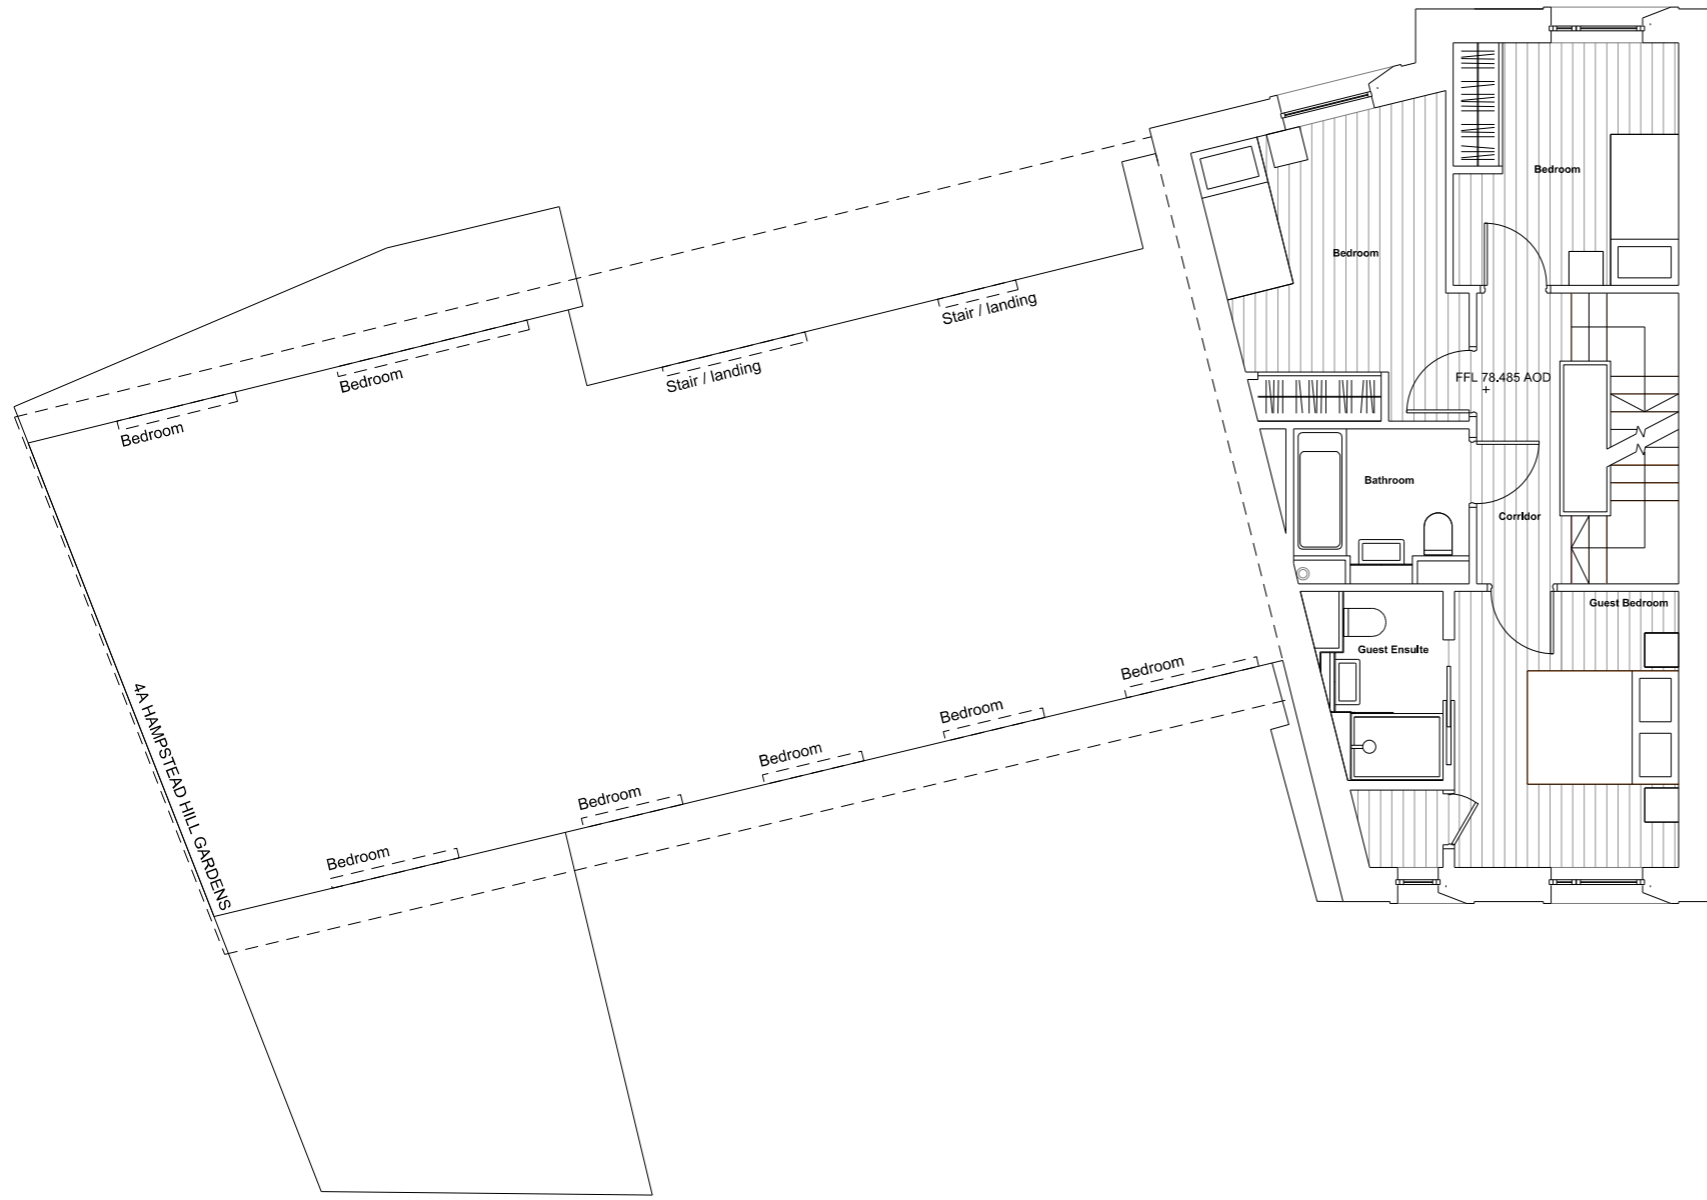 Bedroom
Bedroom
Stair / landing
Stair / landing
Bedroom
Bedroom
FFL 78.485 AOD
Bathroom
Corridor
Guest Bedroom
Guest Ensuite
Bedroom
Bedroom
Bedroom
Bedroom
Bedroom
4A HAMPSTEAD HILL GARDENS